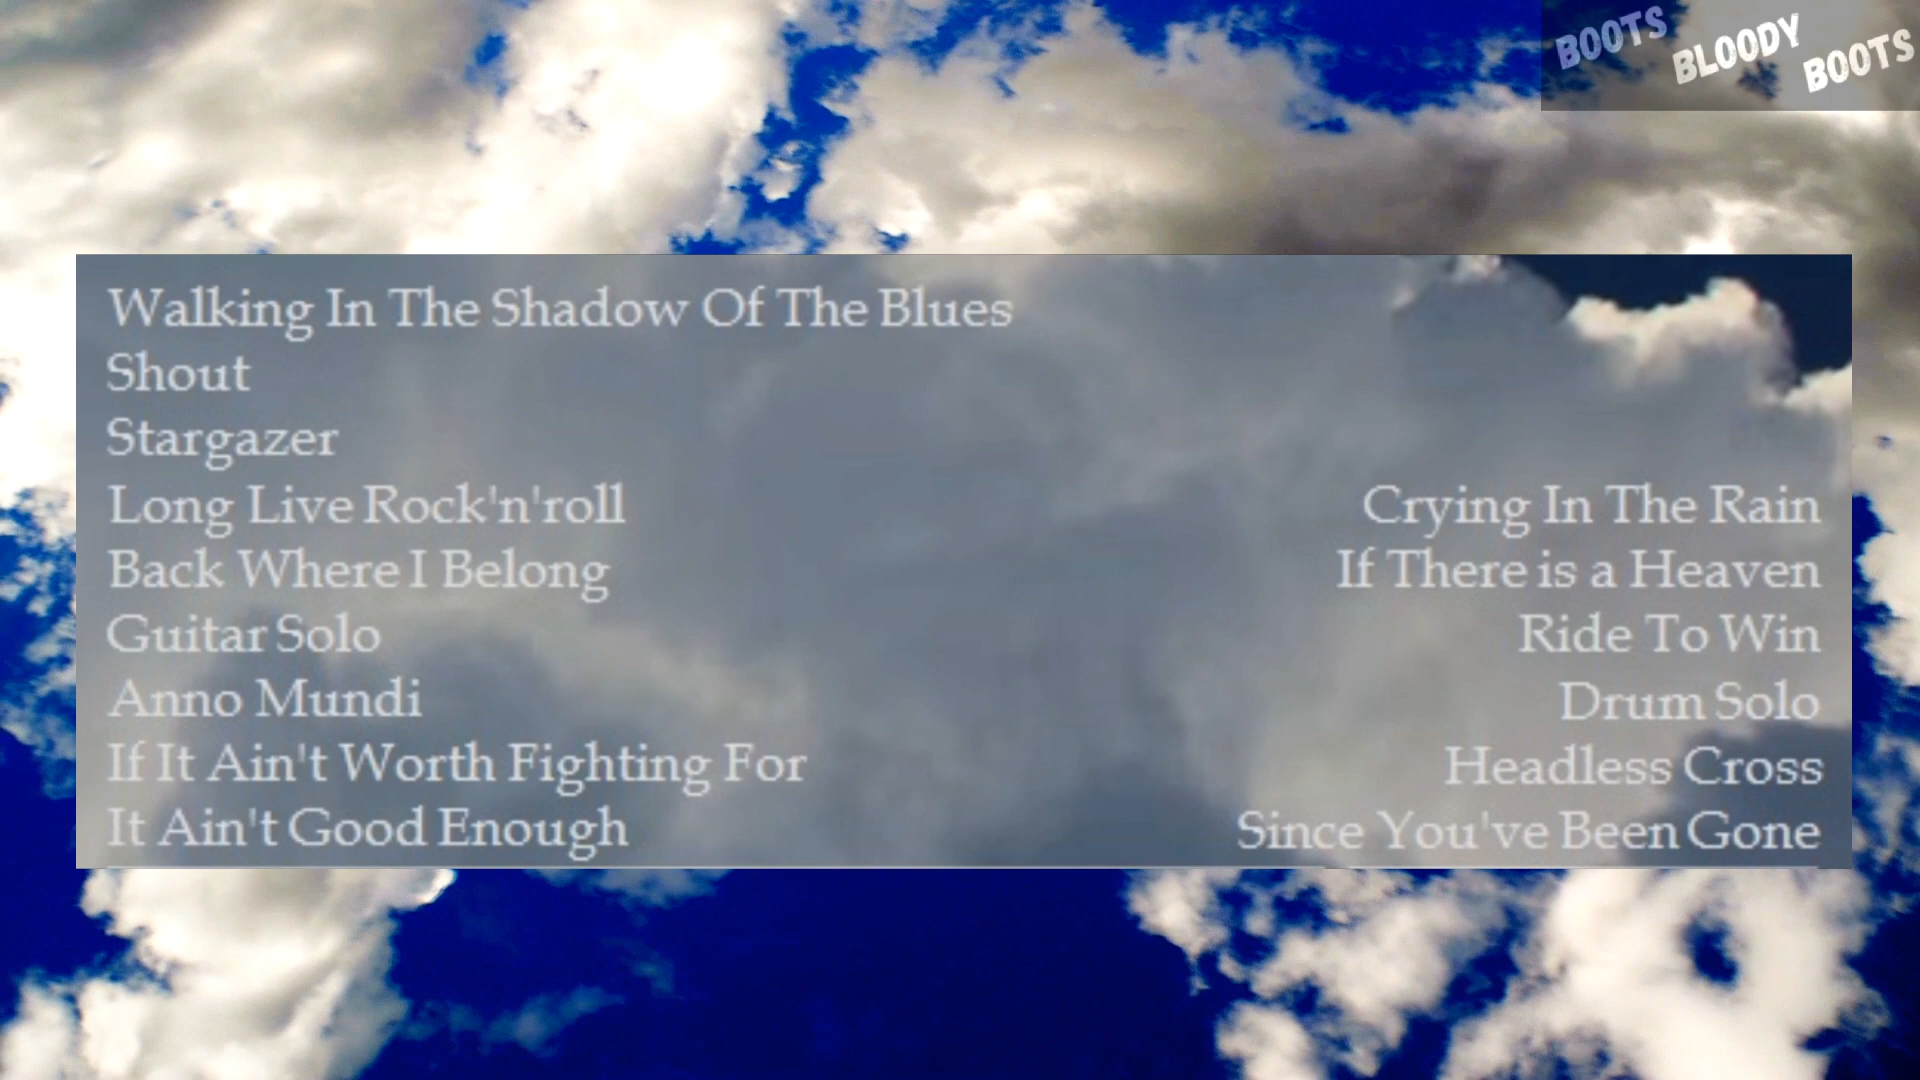 BOOTS BLOODY BOOTS
Walking In The Shadow Of The Blues
Shout
Stargazer
Long Live Rock'n'roll
Back Where I Belong
Guitar Solo
Anno Mundi
If It Ain't Worth Fighting For
It Ain't Good Enough
Crying In The Rain
If There is a Heaven
Ride To Win
Drum Solo
Headless Cross
Since You've Been Gone